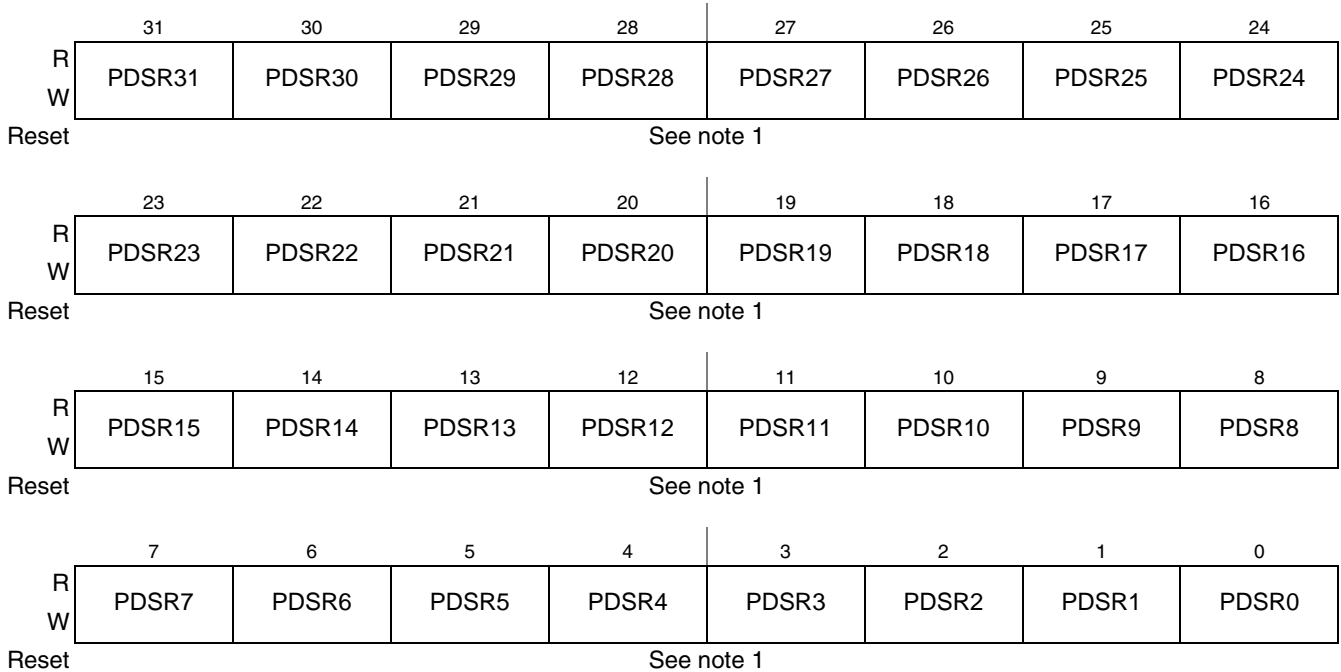 31 30 29 28 27 26 25 24
R
W
PDSR31 PDSR30 PDSR29 PDSR28 PDSR27 PDSR26 PDSR25 PDSR24
Reset See note 1
23 22 21 20 19 18 17 16
R
W
PDSR23 PDSR22 PDSR21 PDSR20 PDSR19 PDSR18 PDSR17 PDSR16
Reset See note 1
15 14 13 12 11 10 9 8
R
W
PDSR15 PDSR14 PDSR13 PDSR12 PDSR11 PDSR10 PDSR9 PDSR8
Reset See note 1
7 6 5 4 3 2 1 0
R
W
PDSR7 PDSR6 PDSR5 PDSR4 PDSR3 PDSR2 PDSR1 PDSR0
Reset See note 1